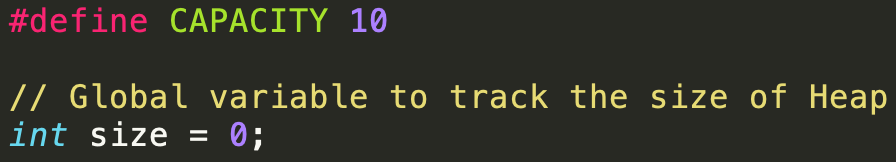 #define CAPACITY 10
// Global variable to track the size of Heap
int size = 0;